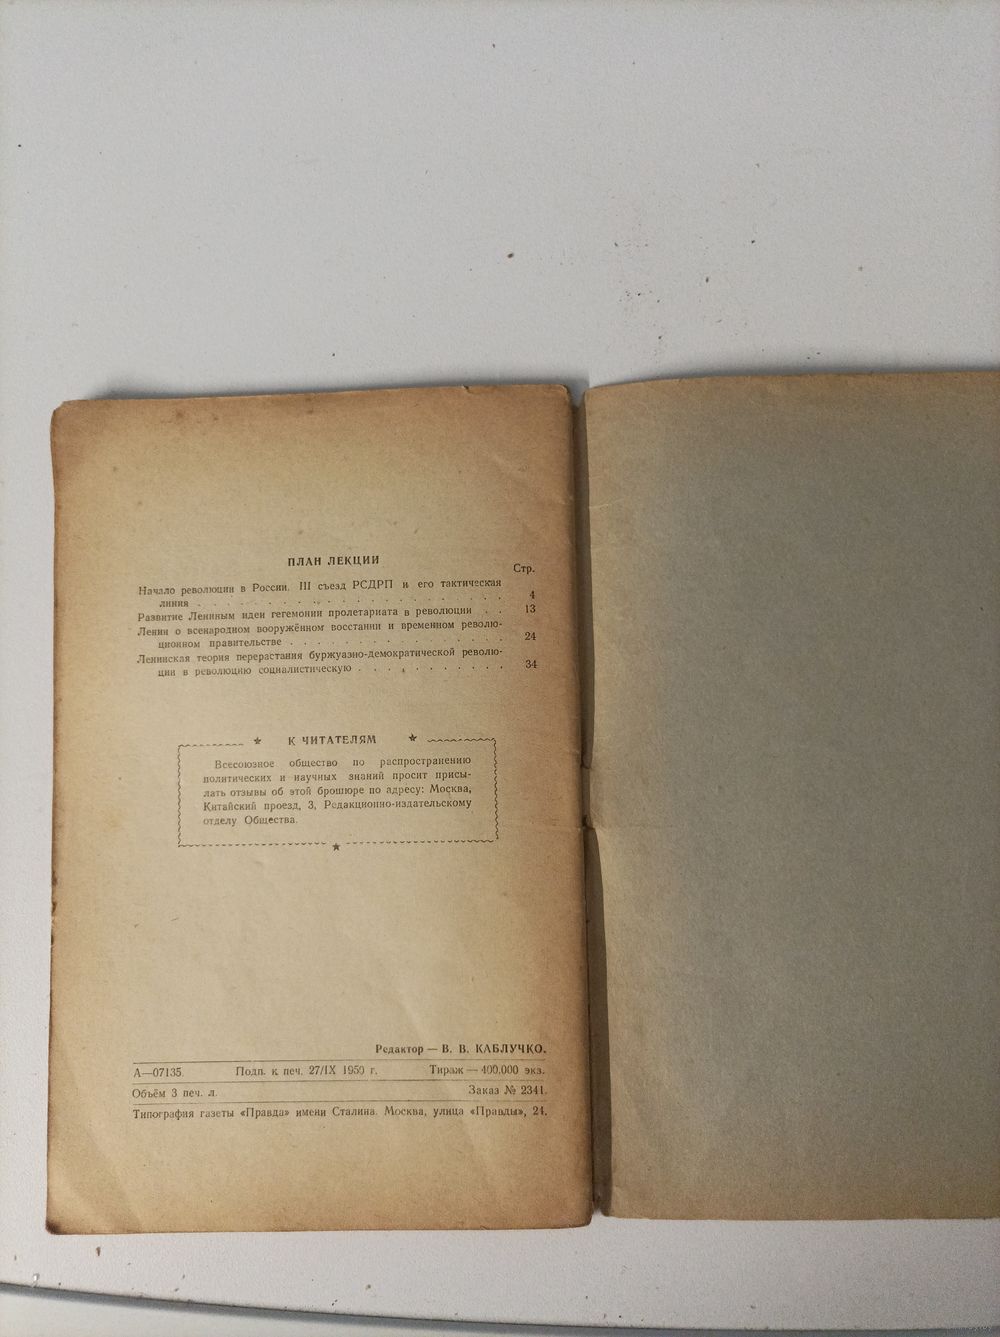 ПЛАН ЛЕКЦИИ
Стр.
Начало революции в России. III съезд РСДРП и его тактическая
линия . . . . . . . . . . . . . . . . . . . . . 4
Развитие Лениным идеи гегемонии пролетариата в революции . . 13
Ленин о всенародном вооружённом восстании и временном револю-
ционном правительстве . . . . . . . . . . . . . . . 24
Ленинская теория перерастания буржуазно-демократической револю-
ции в революцию социалистическую . . . . . . . . . . . 34
★ К ЧИТАТЕЛЯМ ★
Всесоюзное общество по распространению
политических и научных знаний просит присы-
лать отзывы об этой брошюре по адресу: Москва,
Китайский проезд, 3, Редакционно-издательскому
отделу Общества.
Редактор — В. В. КАБЛУЧКО.
А—07135. Подп. к печ. 27/IX 1950 г. Тираж — 400.000 экз.
Объём 3 печ. л. Заказ № 2341.
Типография газеты «Правда» имени Сталина. Москва, улица «Правды», 24.